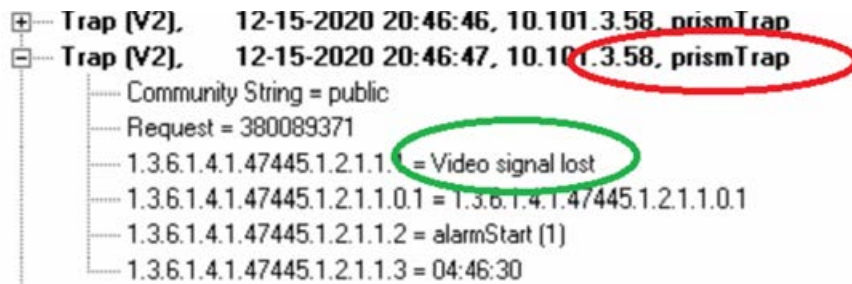 Trap (V2), 12-15-2020 20:46:46, 10.101.3.58, prismTrap
Trap (V2), 12-15-2020 20:46:47, 10.101.3.58, prismTrap
Community String = public
Request = 380089371
1.3.6.1.4.1.47445.1.2.1.1.1 = Video signal lost
1.3.6.1.4.1.47445.1.2.1.1.0.1 = 1.3.6.1.4.1.47445.1.2.1.1.0.1
1.3.6.1.4.1.47445.1.2.1.1.2 = alarmStart (1)
1.3.6.1.4.1.47445.1.2.1.1.3 = 04:46:30